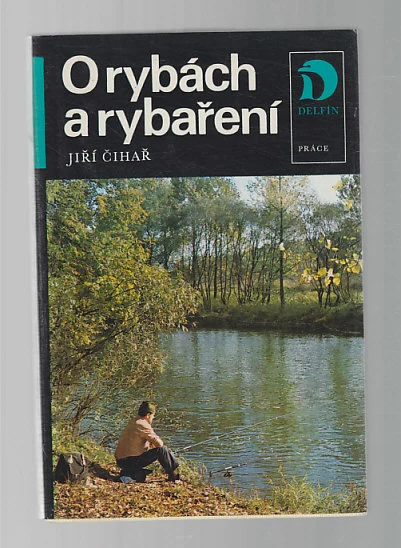 O rybách
a rybaření
JIŘÍ ČIHAŘ
DELFÍN
PRÁCE